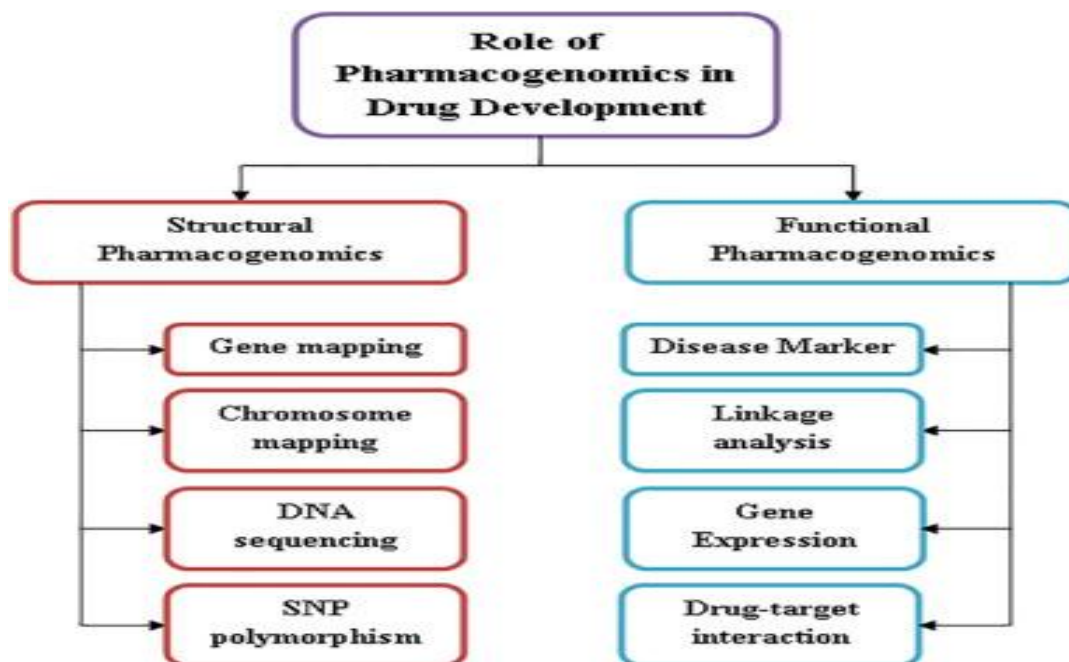 Role of
Pharmacogenomics in
Drug Development
Structural
Pharmacogenomics
Gene mapping
Chromosome
mapping
DNA
sequencing
SNP
polymorphism
Functional
Pharmacogenomics
Disease Marker
Linkage
analysis
Gene
Expression
Drug-target
interaction